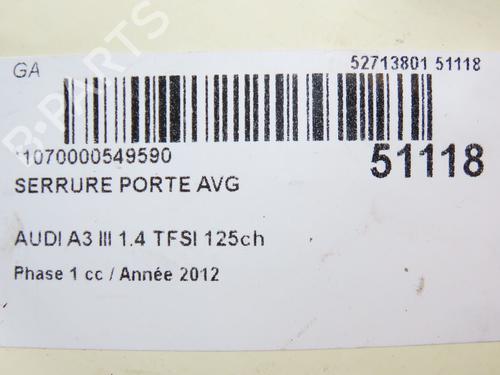 GA
52713801 51118
1070000549590
51118
SERRURE PORTE AVG
AUDI A3 III 1.4 TFSI 125ch
Phase 1 cc / Année 2012
B-PARTS